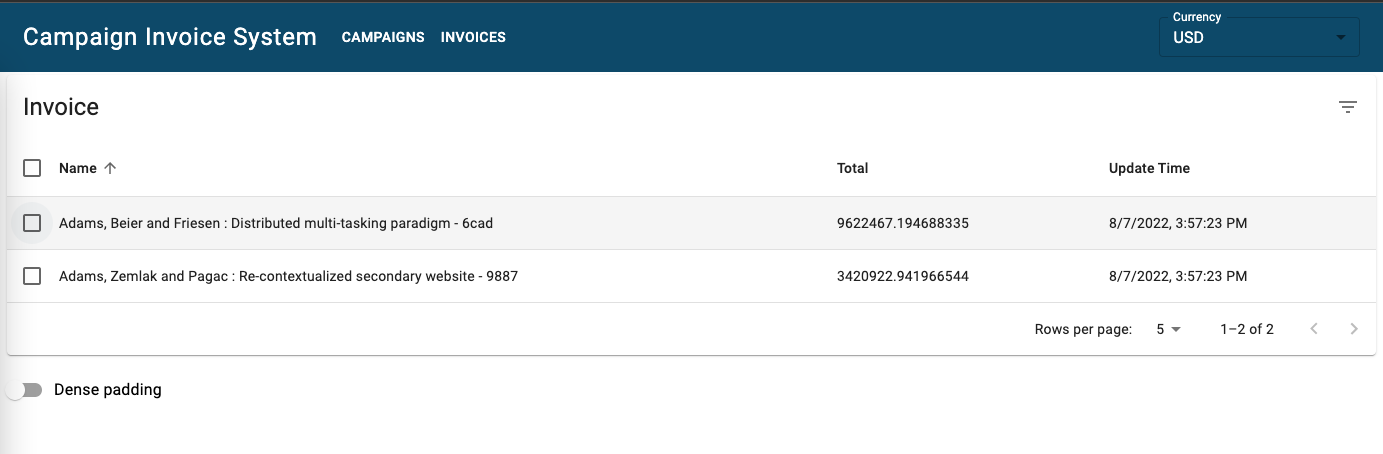 Campaign Invoice System CAMPAIGNS INVOICES Currency USD
Invoice
Name Total Update Time
Adams, Beier and Friesen : Distributed multi-tasking paradigm - 6cad 9622467.194688335 8/7/2022, 3:57:23 PM
Adams, Zemlak and Pagac : Re-contextualized secondary website - 9887 3420922.941966544 8/7/2022, 3:57:23 PM
Rows per page: 5 1–2 of 2
Dense padding